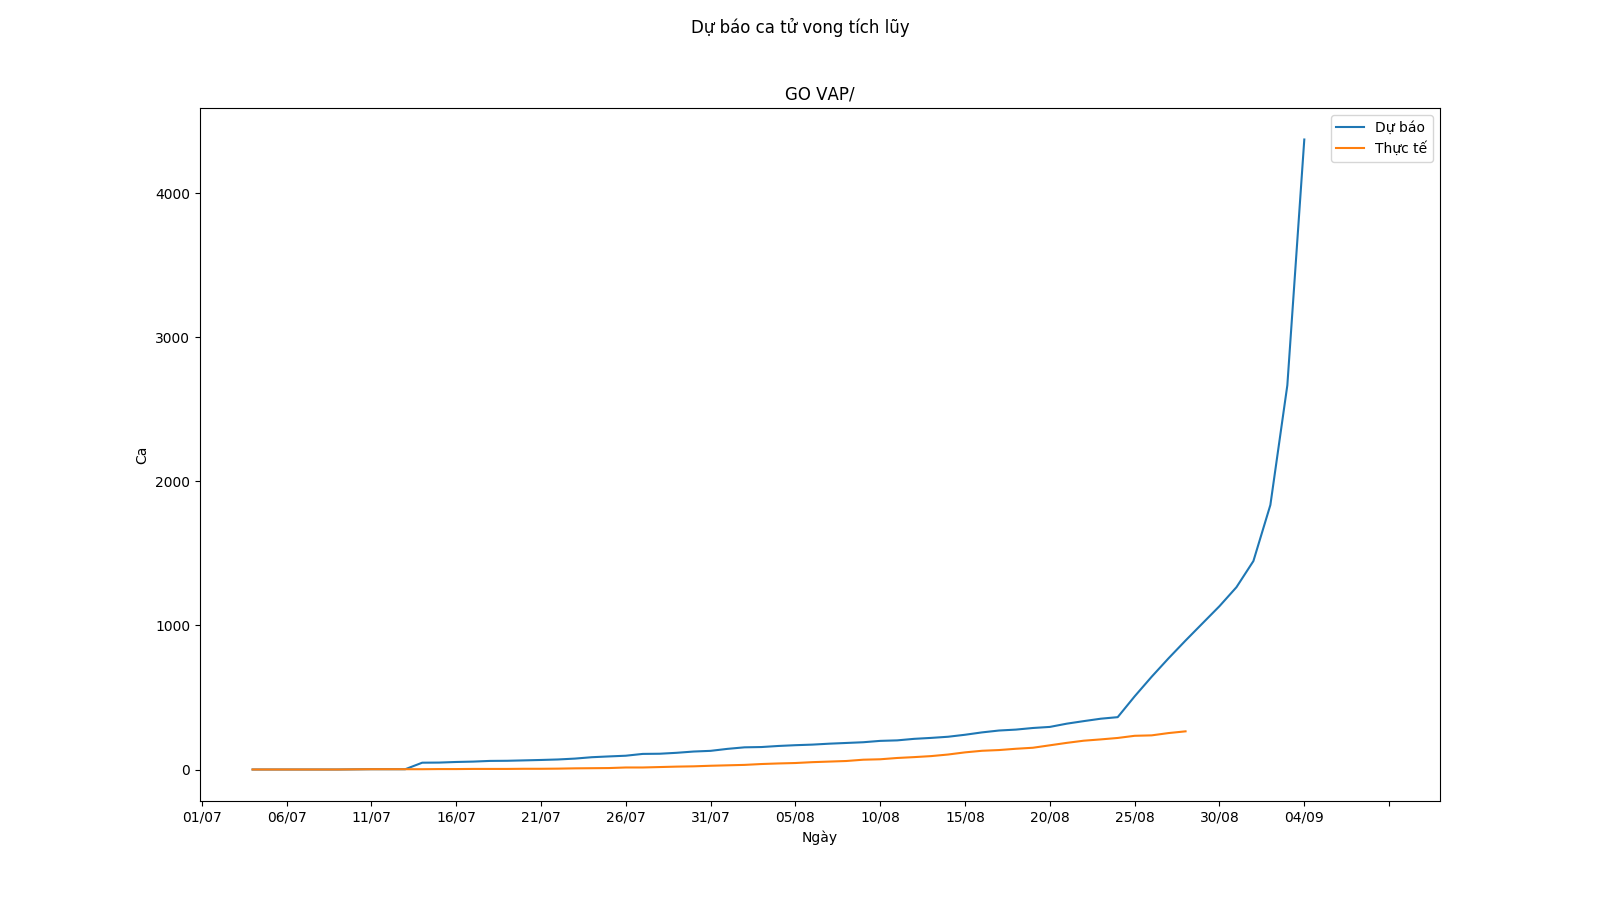 Dự báo ca tử vong tích lũy
GO VAP/
Dự báo
Thực tế
4000
3000
2000
1000
0
Ca
01/07 06/07 11/07 16/07 21/07 26/07 31/07 05/08 10/08 15/08 20/08 25/08 30/08 04/09
Ngày